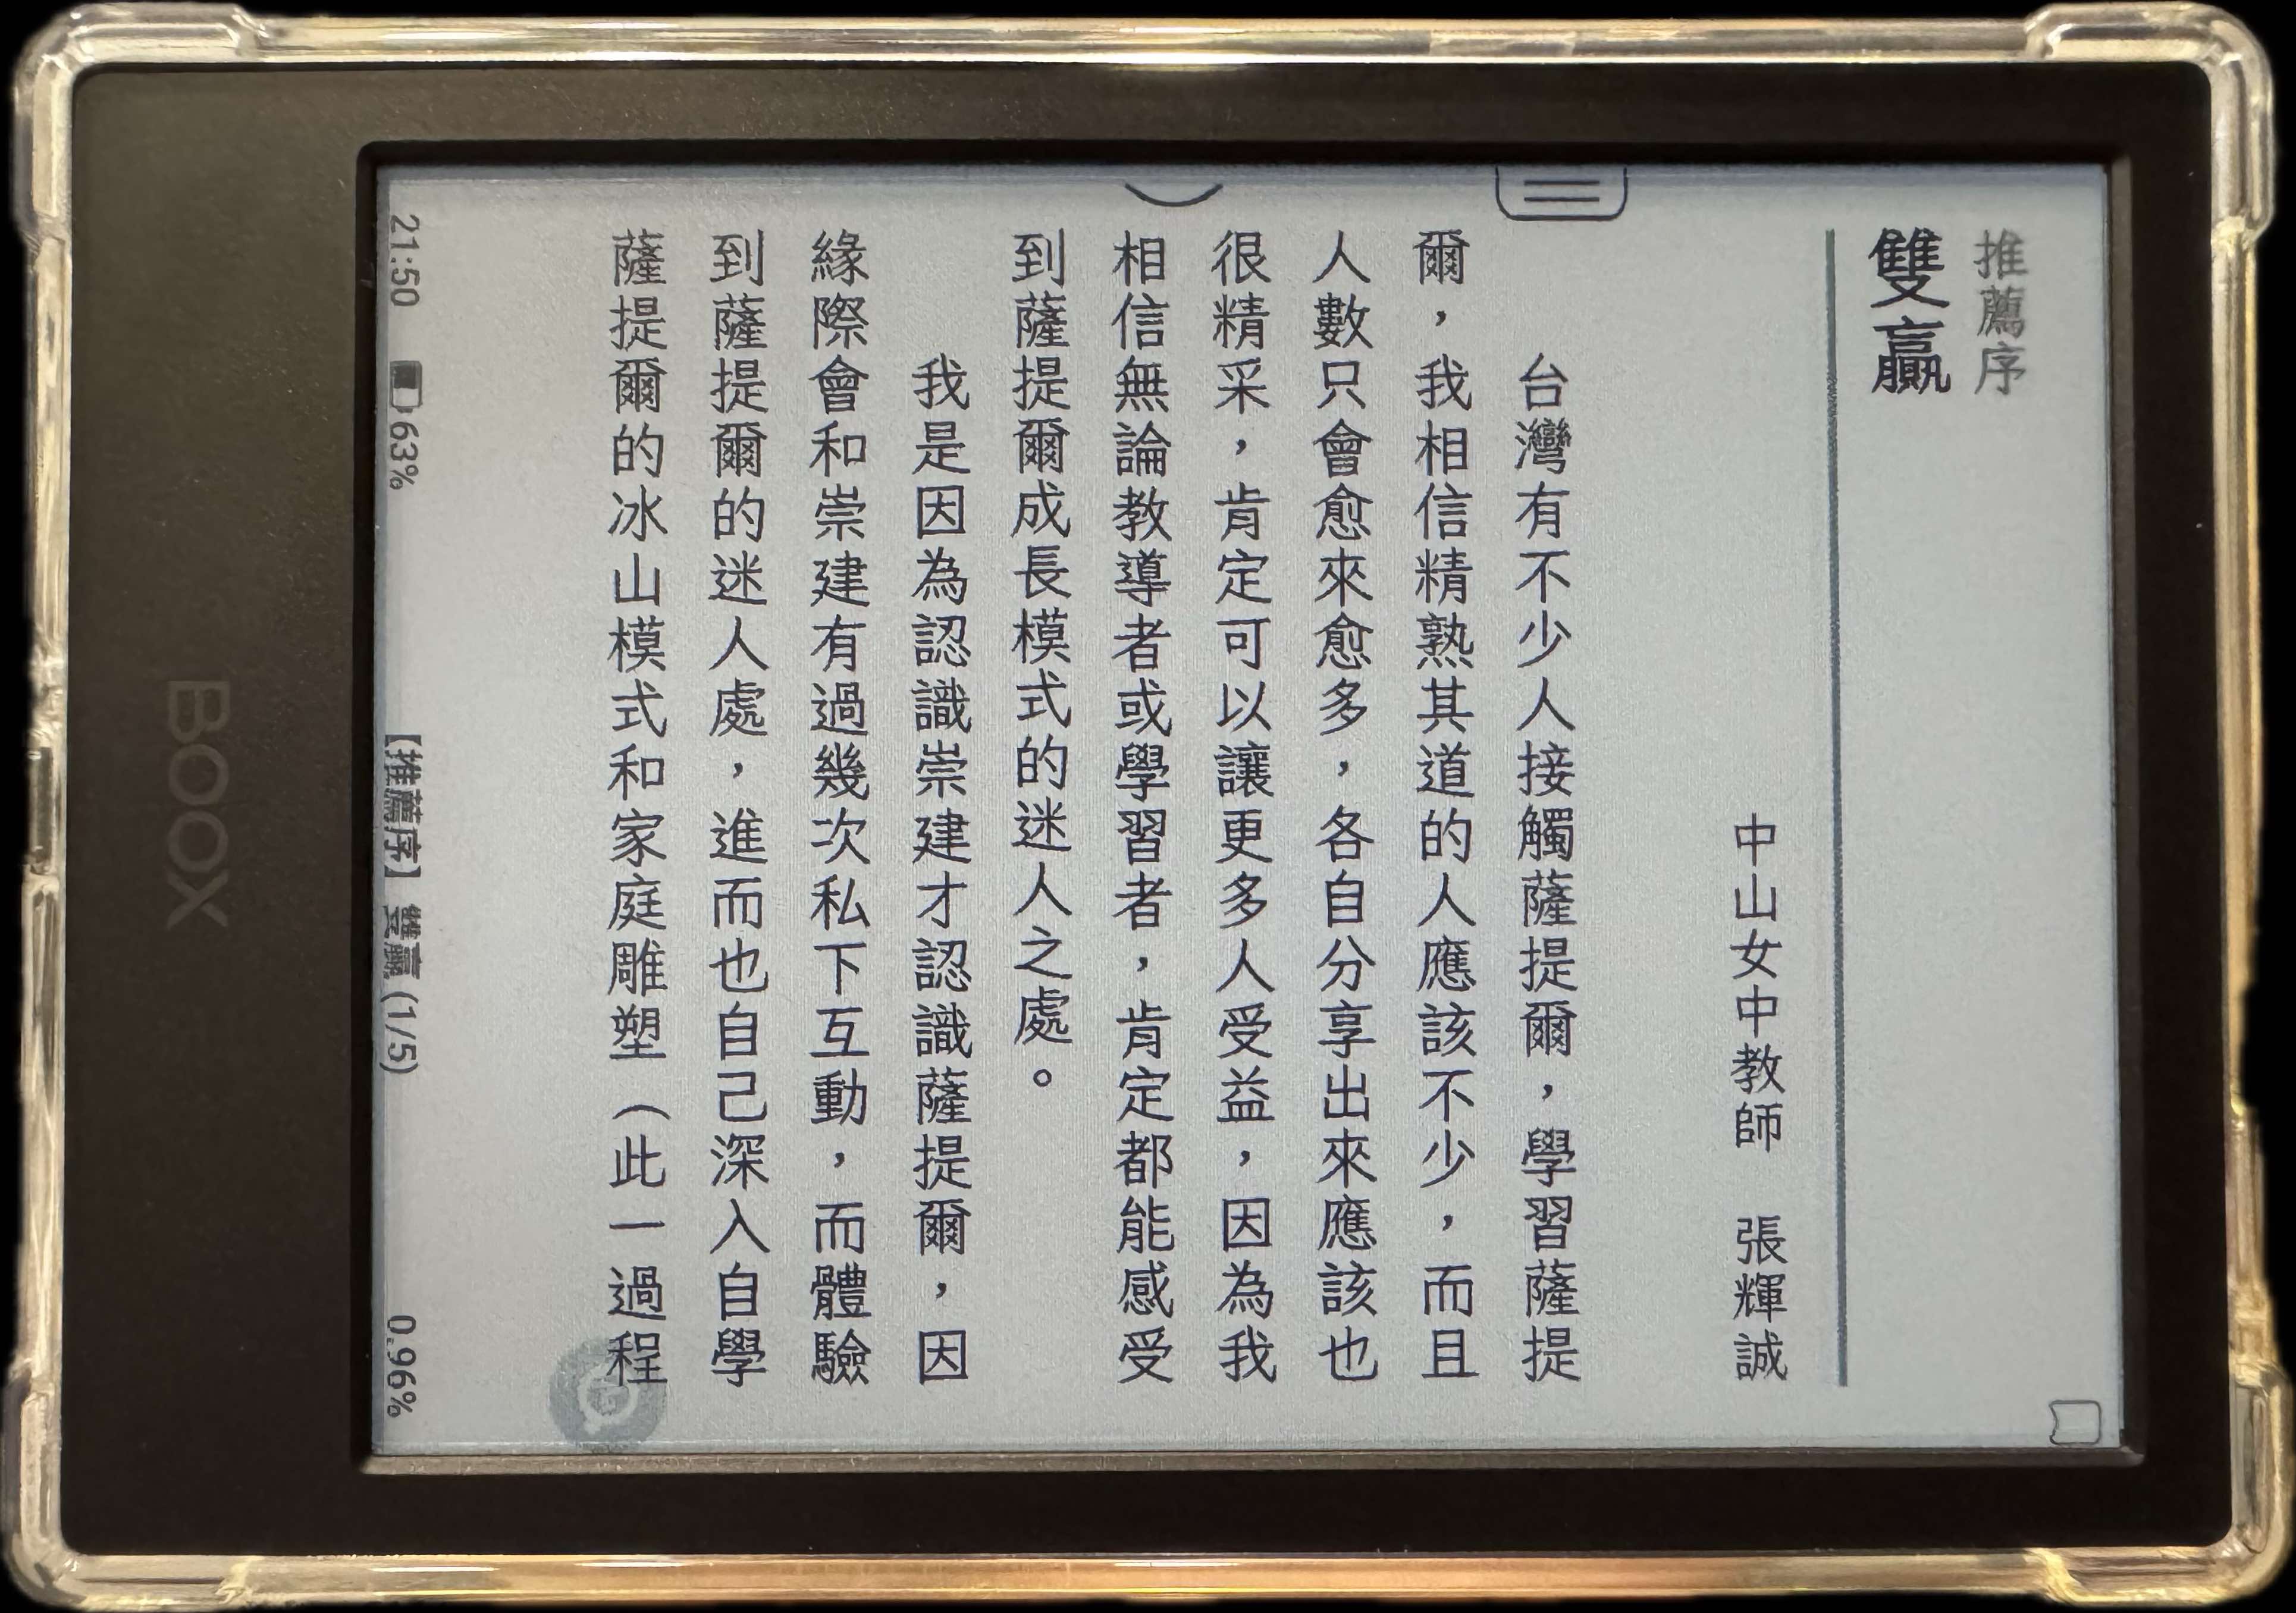 推薦序
雙贏
中山女中教師　張輝誠
台灣有不少人接觸薩提爾，學習薩提
爾，我相信精熟其道的人應該不少，而且
人數只會愈來愈多，各自分享出來應該也
很精采，肯定可以讓更多人受益，因為我
相信無論教導者或學習者，肯定都能感受
到薩提爾成長模式的迷人之處。
我是因為認識崇建才認識薩提爾，因
緣際會和崇建有過幾次私下互動，而體驗
到薩提爾的迷人處，進而也自己深入自學
薩提爾的冰山模式和家庭雕塑（此一過程
21:50 63% 【推薦序】雙贏 (1/5) 0.96%
BOOX